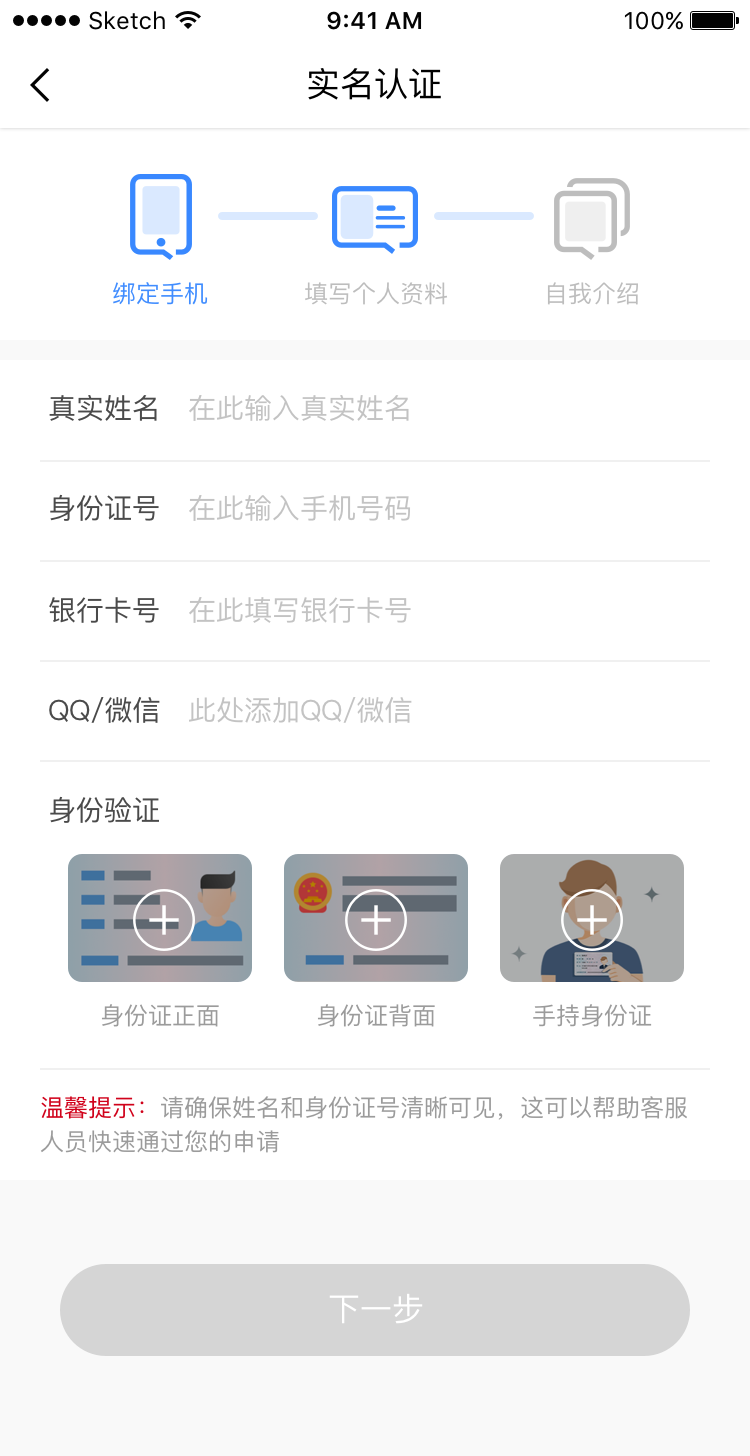 Sketch 9:41 AM 100%
实名认证
绑定手机 填写个人资料 自我介绍
真实姓名 在此输入真实姓名
身份证号 在此输入手机号码
银行卡号 在此填写银行卡号
QQ/微信 此处添加QQ/微信
身份验证
身份证正面 身份证背面 手持身份证
温馨提示：请确保姓名和身份证号清晰可见，这可以帮助客服
人员快速通过您的申请
下一步